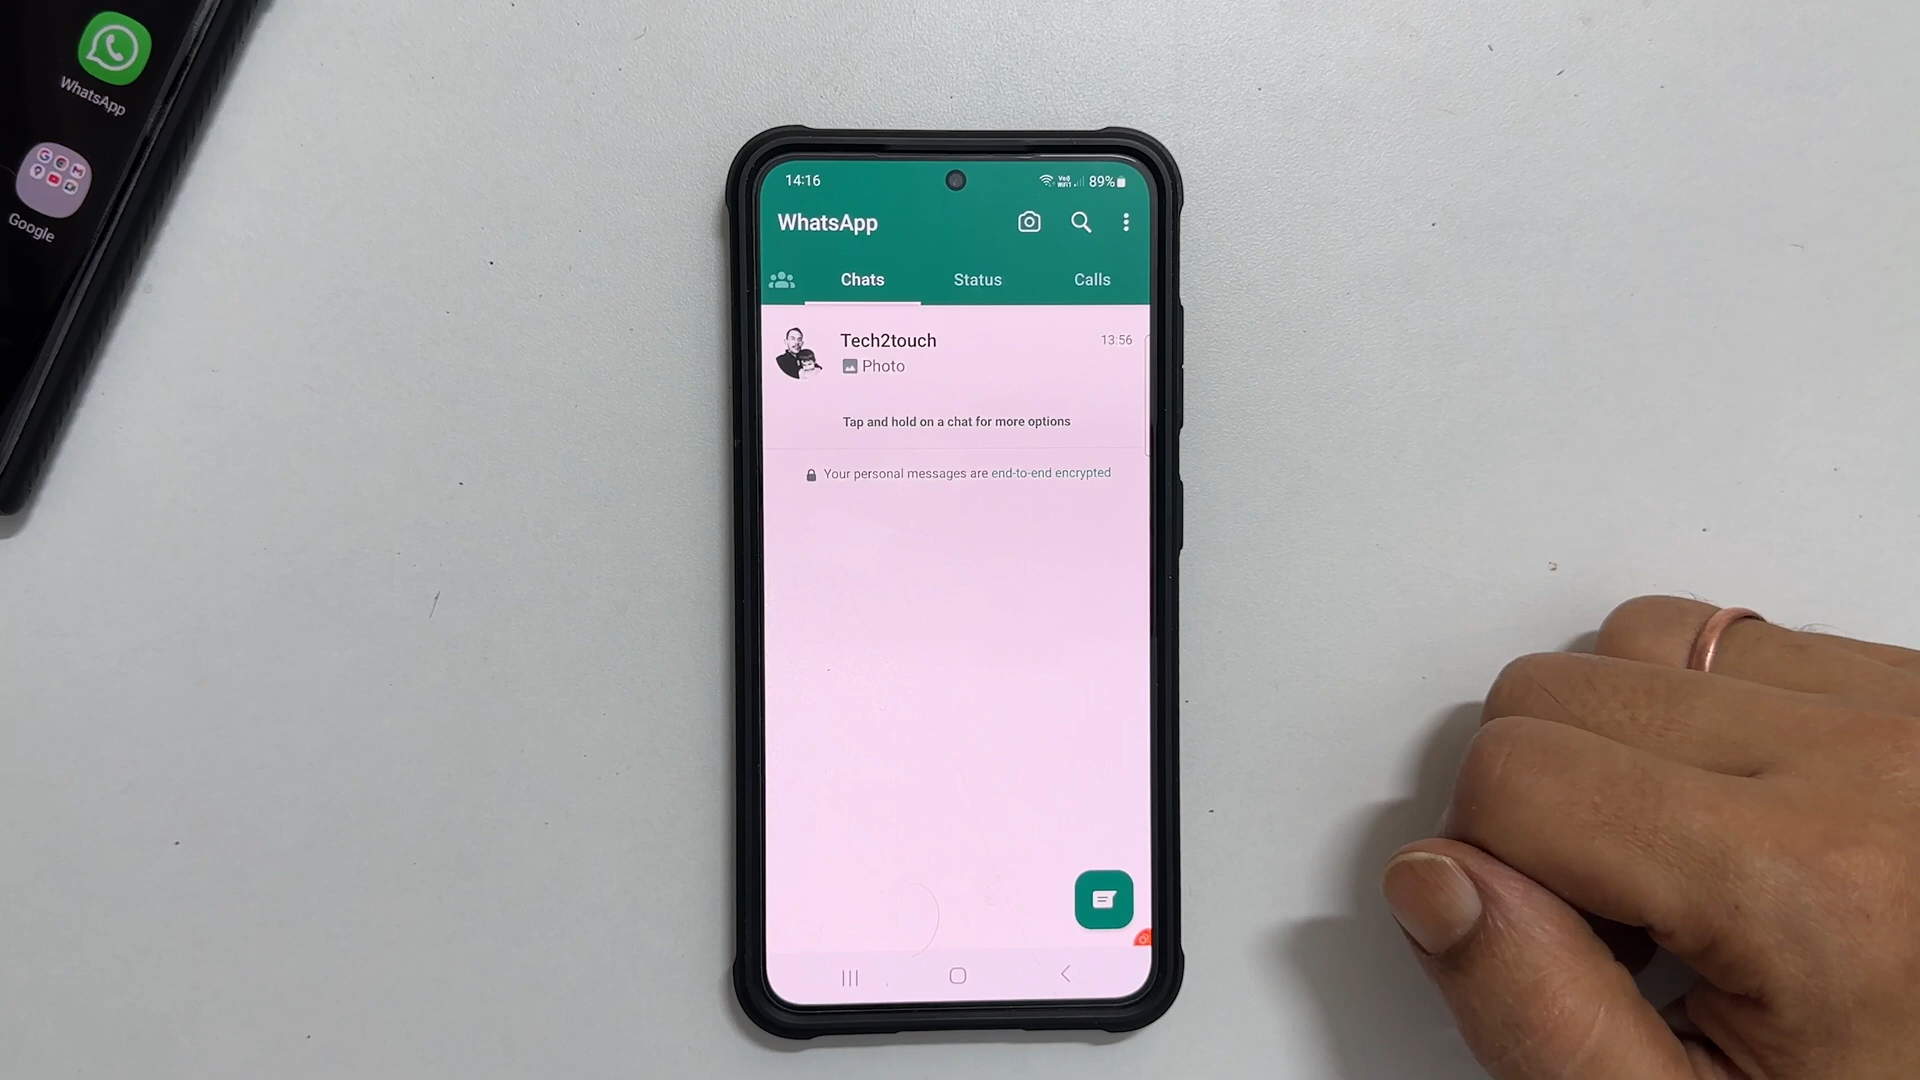 WhatsApp
Google
14:16
89%
WhatsApp
Chats
Status
Calls
Tech2touch
13:56
Photo
Tap and hold on a chat for more options
Your personal messages are end-to-end encrypted